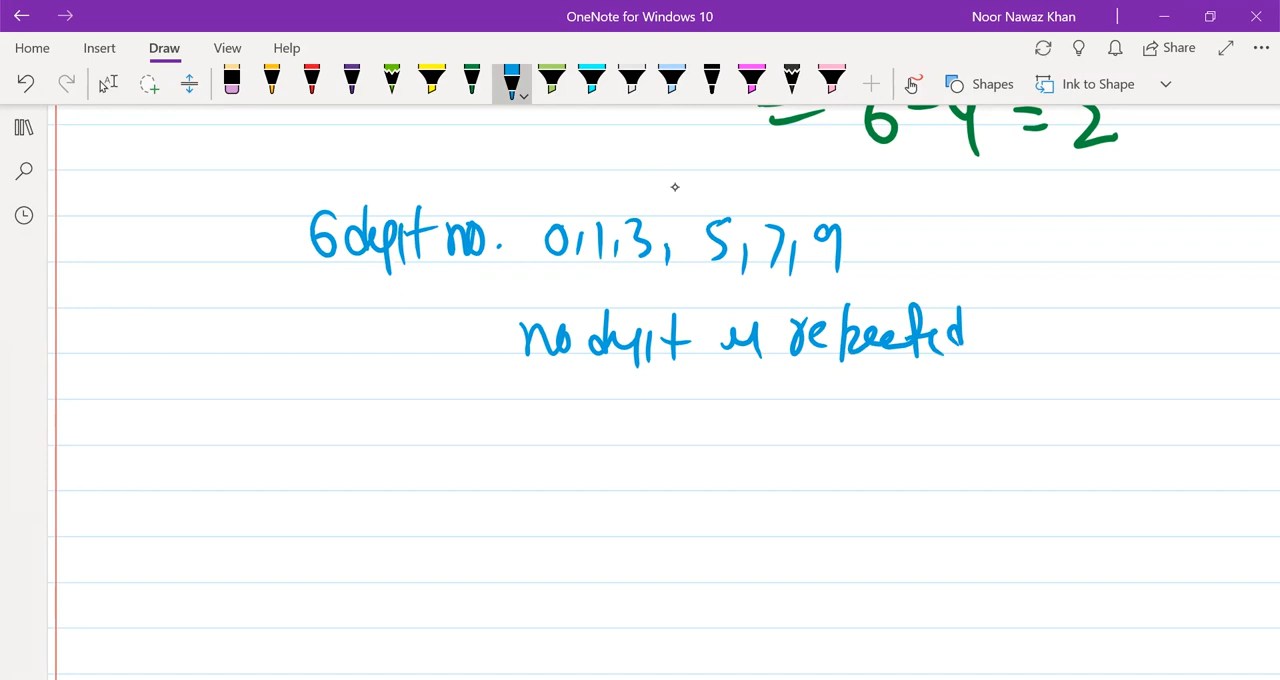 OneNote for Windows 10
Noor Nawaz Khan
Home Insert Draw View Help
Share
Shapes
Ink to Shape
= 6-4 = 2
6 digit no. 0,1,3, 5,7,9
no digit is repeated